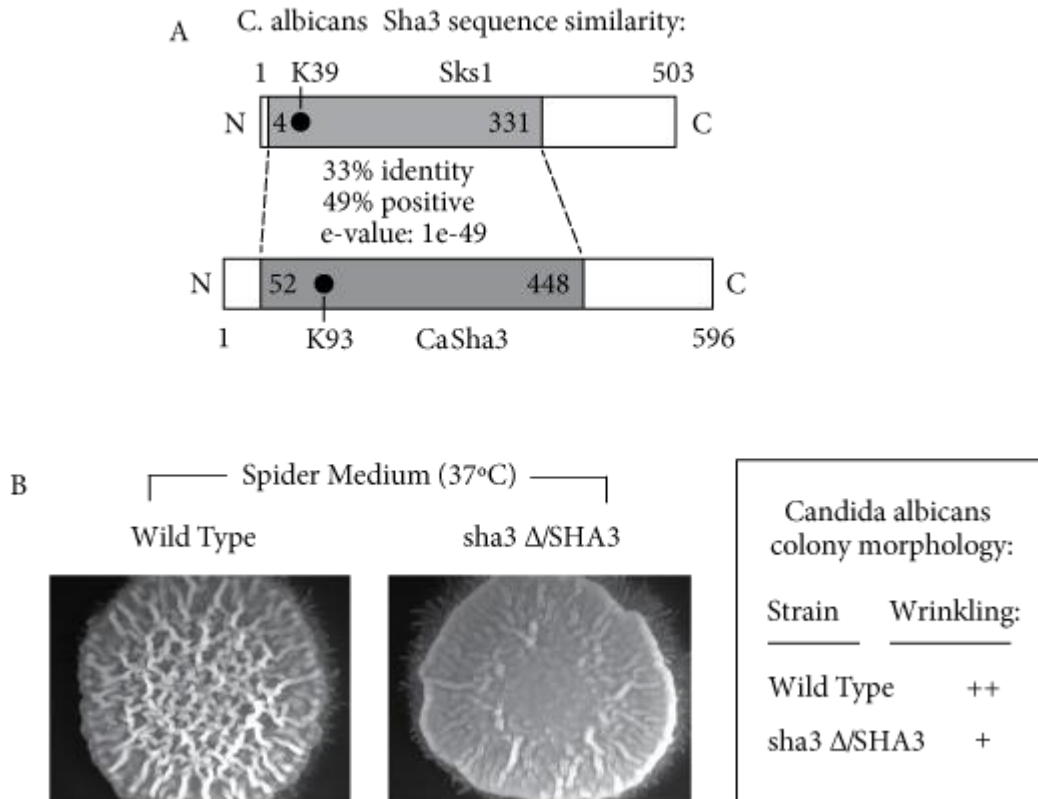 A
C. albicans Sha3 sequence similarity:
1 K39 Sks1 503
N 4 331 C
33% identity
49% positive
e-value: 1e-49
N 52 448 C
1 K93 CaSha3 596
B
Spider Medium (37ºC)
Wild Type sha3 Δ/SHA3
Candida albicans
colony morphology:
Strain Wrinkling:
Wild Type ++
sha3 Δ/SHA3 +